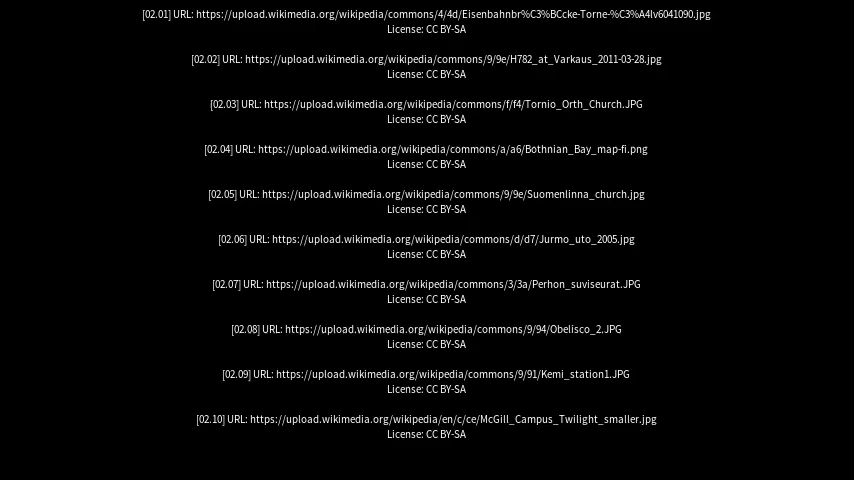 [02.01] URL: https://upload.wikimedia.org/wikipedia/commons/4/4d/Eisenbahnbr%C3%BCcke-Torne-%C3%A4lv6041090.jpg
License: CC BY-SA
[02.02] URL: https://upload.wikimedia.org/wikipedia/commons/9/9e/H782_at_Varkaus_2011-03-28.jpg
License: CC BY-SA
[02.03] URL: https://upload.wikimedia.org/wikipedia/commons/f/f4/Tornio_Orth_Church.JPG
License: CC BY-SA
[02.04] URL: https://upload.wikimedia.org/wikipedia/commons/a/a6/Bothnian_Bay_map-fi.png
License: CC BY-SA
[02.05] URL: https://upload.wikimedia.org/wikipedia/commons/9/9e/Suomenlinna_church.jpg
License: CC BY-SA
[02.06] URL: https://upload.wikimedia.org/wikipedia/commons/d/d7/Jurmo_uto_2005.jpg
License: CC BY-SA
[02.07] URL: https://upload.wikimedia.org/wikipedia/commons/3/3a/Perhon_suviseurat.JPG
License: CC BY-SA
[02.08] URL: https://upload.wikimedia.org/wikipedia/commons/9/94/Obelisco_2.JPG
License: CC BY-SA
[02.09] URL: https://upload.wikimedia.org/wikipedia/commons/9/91/Kemi_station1.JPG
License: CC BY-SA
[02.10] URL: https://upload.wikimedia.org/wikipedia/en/c/ce/McGill_Campus_Twilight_smaller.jpg
License: CC BY-SA